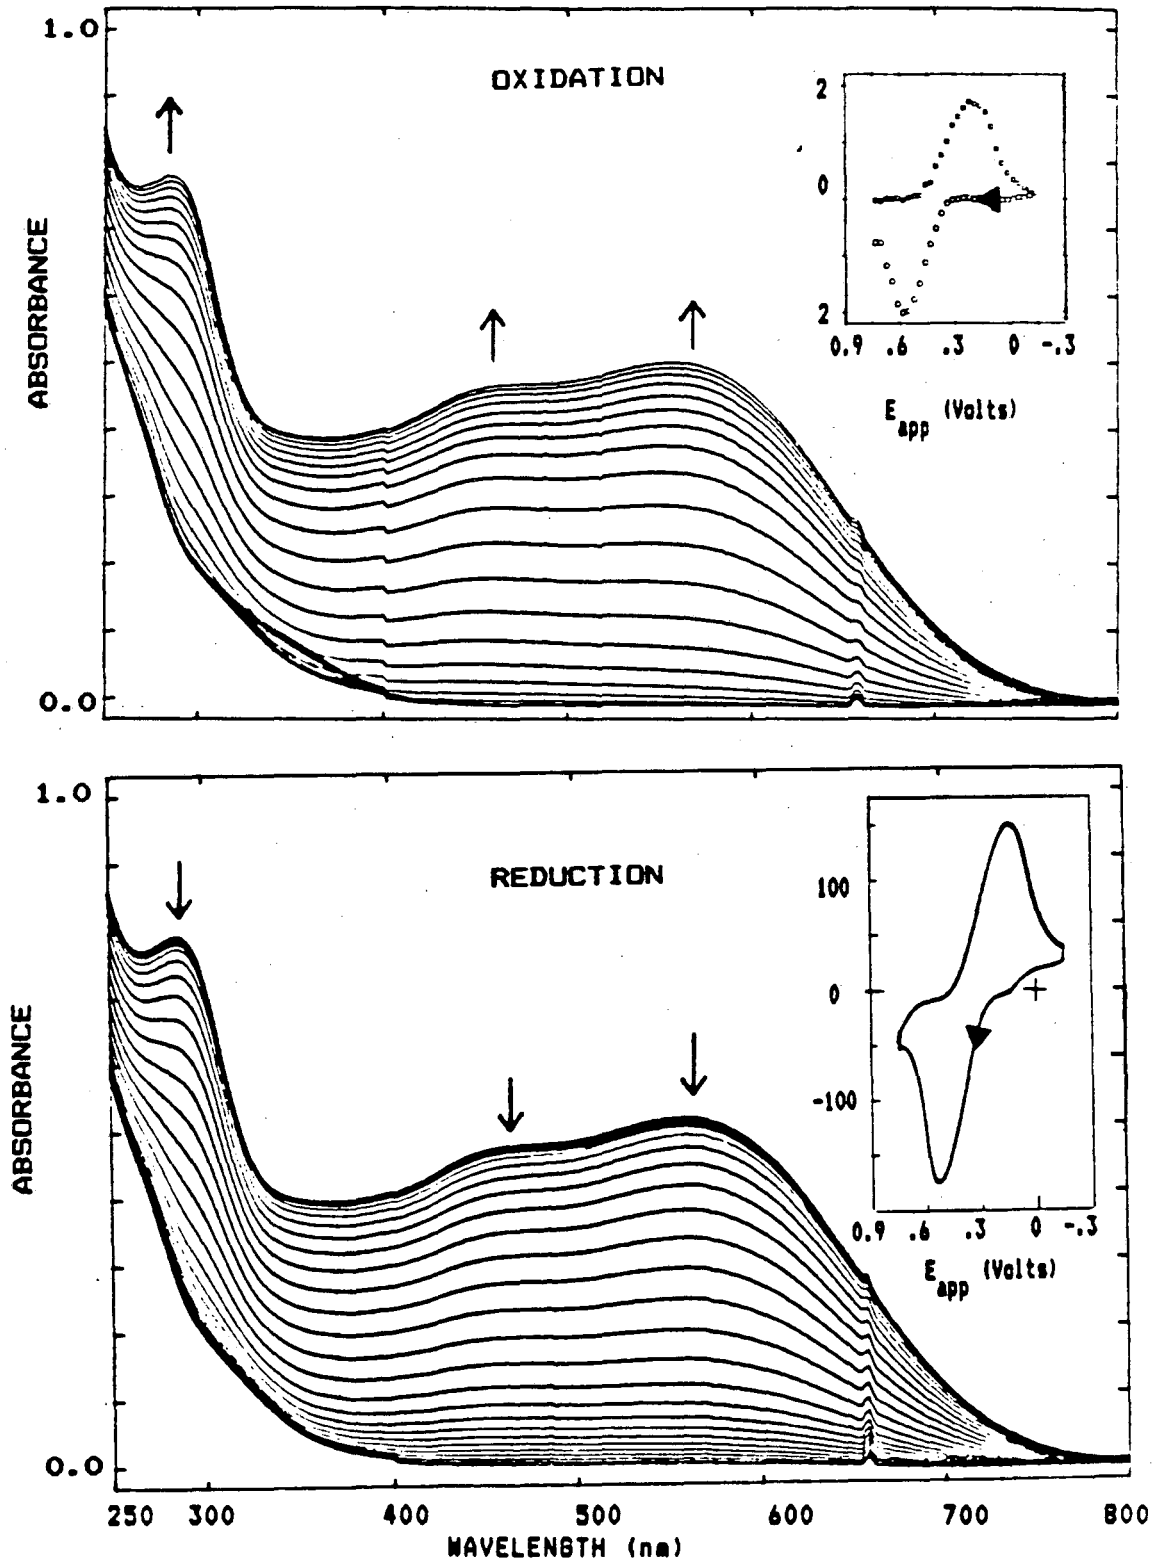 1.0
OXIDATION
2
0
2
0.9 .6 .3 0 -.3
E app (Volts)
ABSORBANCE
0.0
1.0
REDUCTION
100
0
-100
0.9 .6 .3 0 -.3
E app (Volts)
ABSORBANCE
0.0
250 300 400 500 600 700 800
WAVELENGTH (nm)